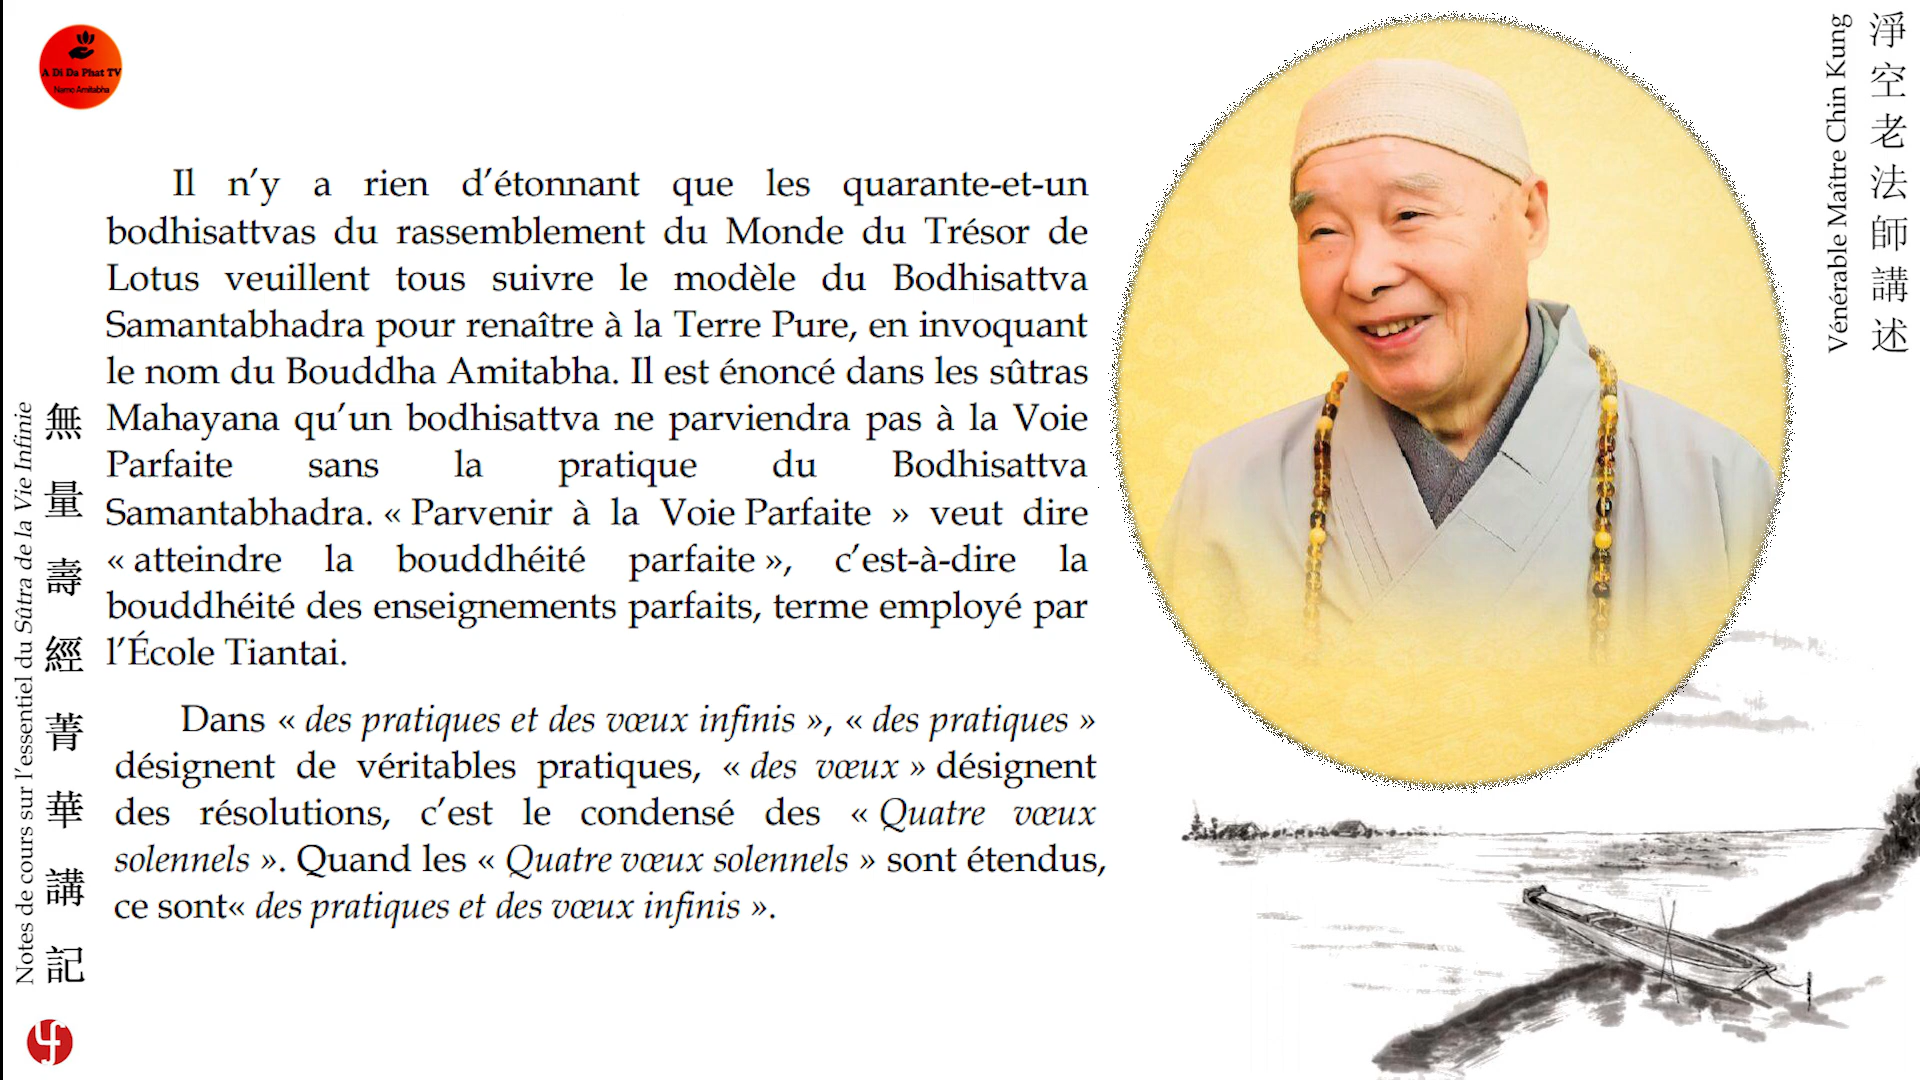 A Di Da Phat TV
Namo Amitabha
Il n’y a rien d’étonnant que les quarante-et-un
bodhisattvas du rassemblement du Monde du Trésor de
Lotus veuillent tous suivre le modèle du Bodhisattva
Samantabhadra pour renaître à la Terre Pure, en invoquant
le nom du Bouddha Amitabha. Il est énoncé dans les sûtras
Mahayana qu’un bodhisattva ne parviendra pas à la Voie
Parfaite sans la pratique du Bodhisattva
Samantabhadra. « Parvenir à la Voie Parfaite » veut dire
« atteindre la bouddhéité parfaite », c’est-à-dire la
bouddhéité des enseignements parfaits, terme employé par
l’École Tiantai.
Dans « des pratiques et des vœux infinis », « des pratiques »
désignent de véritables pratiques, « des vœux » désignent
des résolutions, c’est le condensé des « Quatre vœux
solennels ». Quand les « Quatre vœux solennels » sont étendus,
ce sont« des pratiques et des vœux infinis ».
Notes de cours sur l’essentiel du Sûtra de la Vie Infinie
無量壽經菁華講記
Vénérable Maître Chin Kung
淨空老法師講述